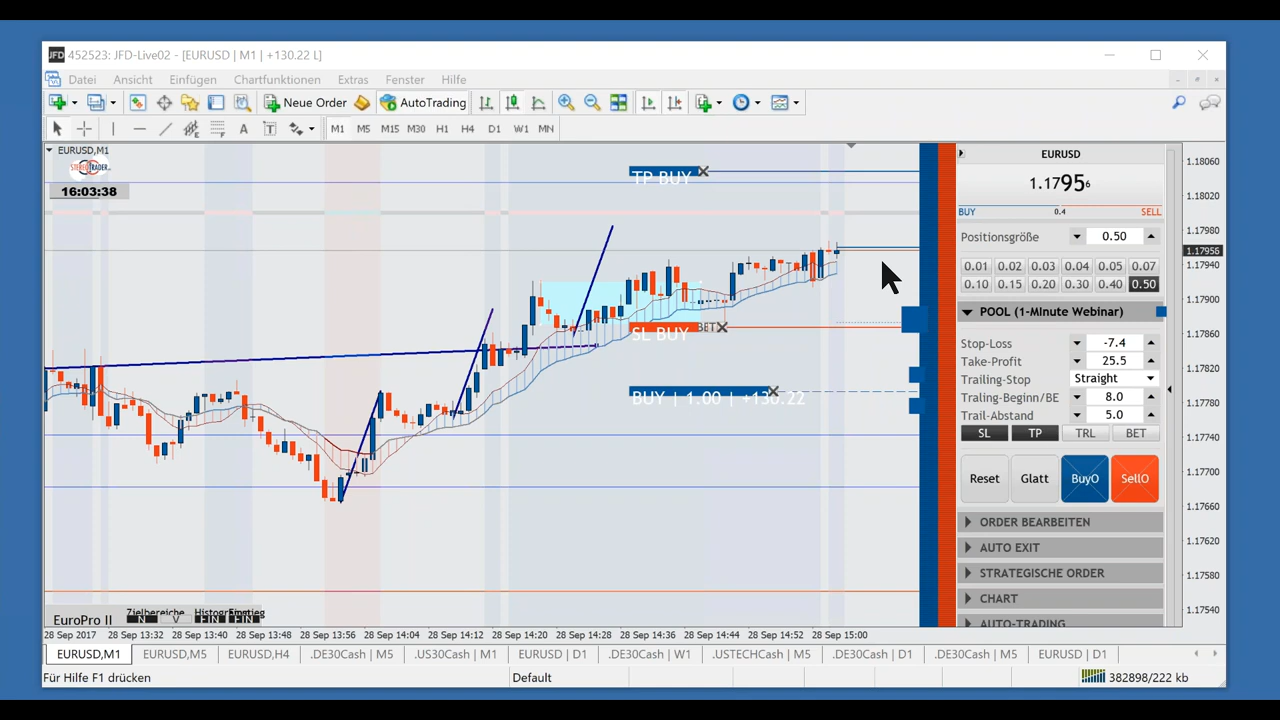 JFD 452523: JFD-Live02 - [EURUSD | M1 | +130.22 L]
Datei Ansicht Einfügen Chartfunktionen Extras Fenster Hilfe
Neue Order AutoTrading
A T M1 M5 M15 M30 H1 H4 D1 W1 MN
EURUSD,M1
STEREOTRADER
16:03:38
TP BUY
BET
SL BUY
BUY | 1.00 | +130.22
EuroPro II
Zielbereiche
N V EIN EIN
28 Sep 2017 28 Sep 13:32 28 Sep 13:40 28 Sep 13:48 28 Sep 13:56 28 Sep 14:04 28 Sep 14:12 28 Sep 14:20 28 Sep 14:28 28 Sep 14:36 28 Sep 14:44 28 Sep 14:52 28 Sep 15:00
EURUSD
1.17956
BUY 0.4 SELL
Positionsgröße 0.50
0.01 0.02 0.03 0.04 0.05 0.07
0.10 0.15 0.20 0.30 0.40 0.50
POOL (1-Minute Webinar)
Stop-Loss -7.4
Take-Profit 25.5
Trailing-Stop Straight
Traling-Beginn/BE 8.0
Trail-Abstand 5.0
SL TP TRL BET
Reset Glatt BuyO SellO
ORDER BEARBEITEN
AUTO EXIT
STRATEGISCHE ORDER
CHART
AUTO-TRADING
1.18060
1.18020
1.17980
1.17956
1.17940
1.17900
1.17860
1.17820
1.17780
1.17740
1.17700
1.17660
1.17620
1.17580
1.17540
EURUSD,M1 EURUSD,M5 EURUSD,H4 .DE30Cash | M5 .US30Cash | M1 EURUSD | D1 .DE30Cash | W1 .USTECHCash | M5 .DE30Cash | D1 .DE30Cash | M5 EURUSD | D1
Für Hilfe F1 drücken Default 382898/222 kb